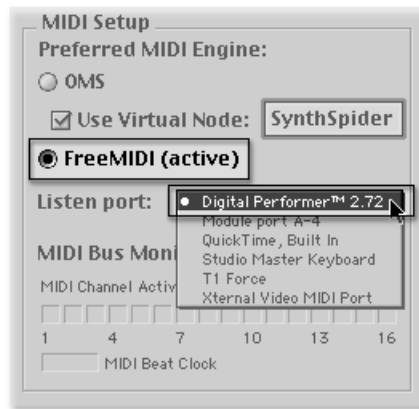 MIDI Setup
Preferred MIDI Engine:
OMS
Use Virtual Node: SynthSpider
FreeMIDI (active)
Listen port: • Digital Performer™ 2.72
Module port A-4
QuickTime, Built In
MIDI Bus Moni
Studio Master Keyboard
T1 Force
MIDI Channel Activ
Xternal Video MIDI Port
1 4 7 10 13 16
MIDI Beat Clock